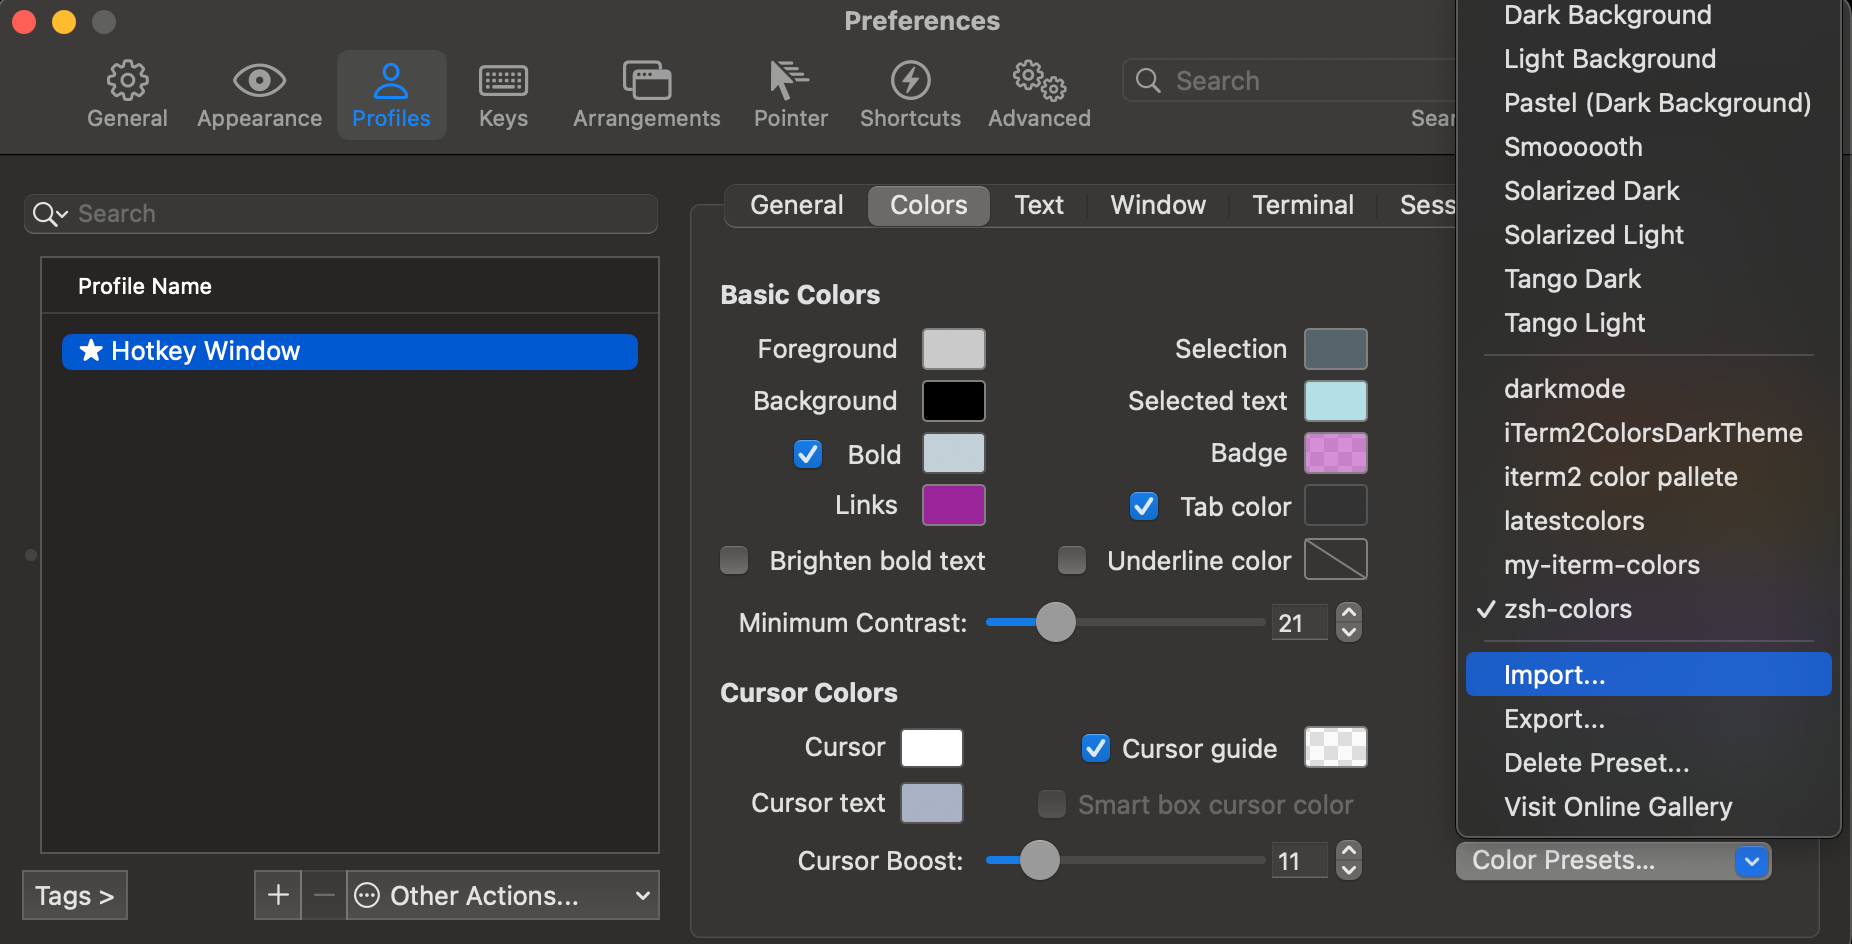 Preferences
General
Appearance
Profiles
Keys
Arrangements
Pointer
Shortcuts
Advanced
Search
Search
Profile Name
★ Hotkey Window
Tags >
+
−
Other Actions...
General
Colors
Text
Window
Terminal
Basic Colors
Foreground
Selection
Background
Selected text
Bold
Badge
Links
Tab color
Brighten bold text
Underline color
Minimum Contrast: 21
Cursor Colors
Cursor
Cursor guide
Cursor text
Smart box cursor color
Cursor Boost: 11
Dark Background
Light Background
Pastel (Dark Background)
Smoooooth
Solarized Dark
Solarized Light
Tango Dark
Tango Light
darkmode
iTerm2ColorsDarkTheme
iterm2 color pallete
latestcolors
my-iterm-colors
✓ zsh-colors
Import...
Export...
Delete Preset...
Visit Online Gallery
Color Presets...